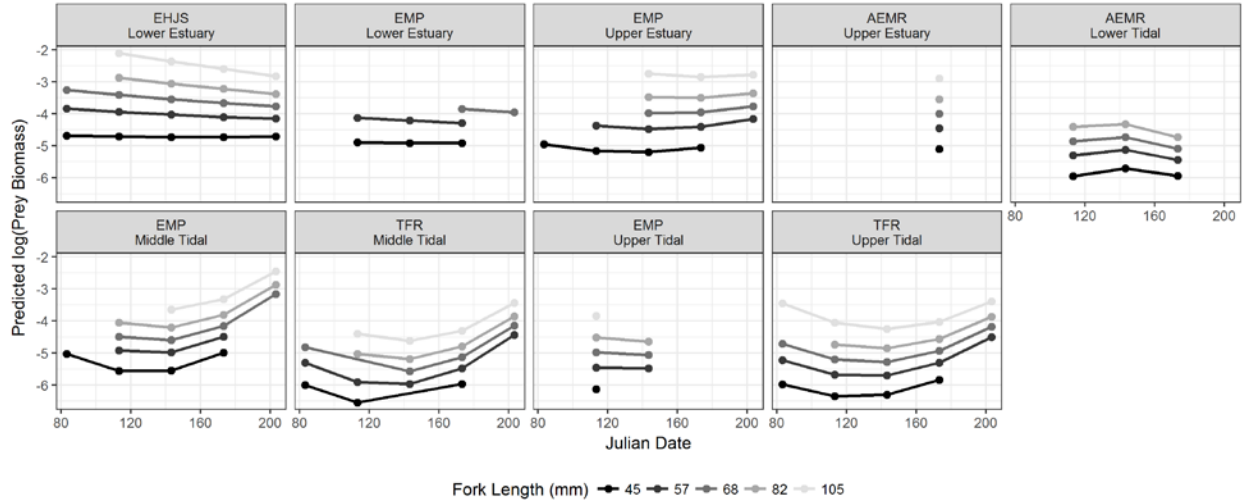 EHJS
Lower Estuary
EMP
Lower Estuary
EMP
Upper Estuary
AEMR
Upper Estuary
AEMR
Lower Tidal
-2
-3
-4
-5
-6
80 120 160 200
EMP
Middle Tidal
TFR
Middle Tidal
EMP
Upper Tidal
TFR
Upper Tidal
-2
-3
-4
-5
-6
80 120 160 200 80 120 160 200 80 120 160 200 80 120 160 200
Predicted log(Prey Biomass)
Julian Date
Fork Length (mm) 45 57 68 82 105